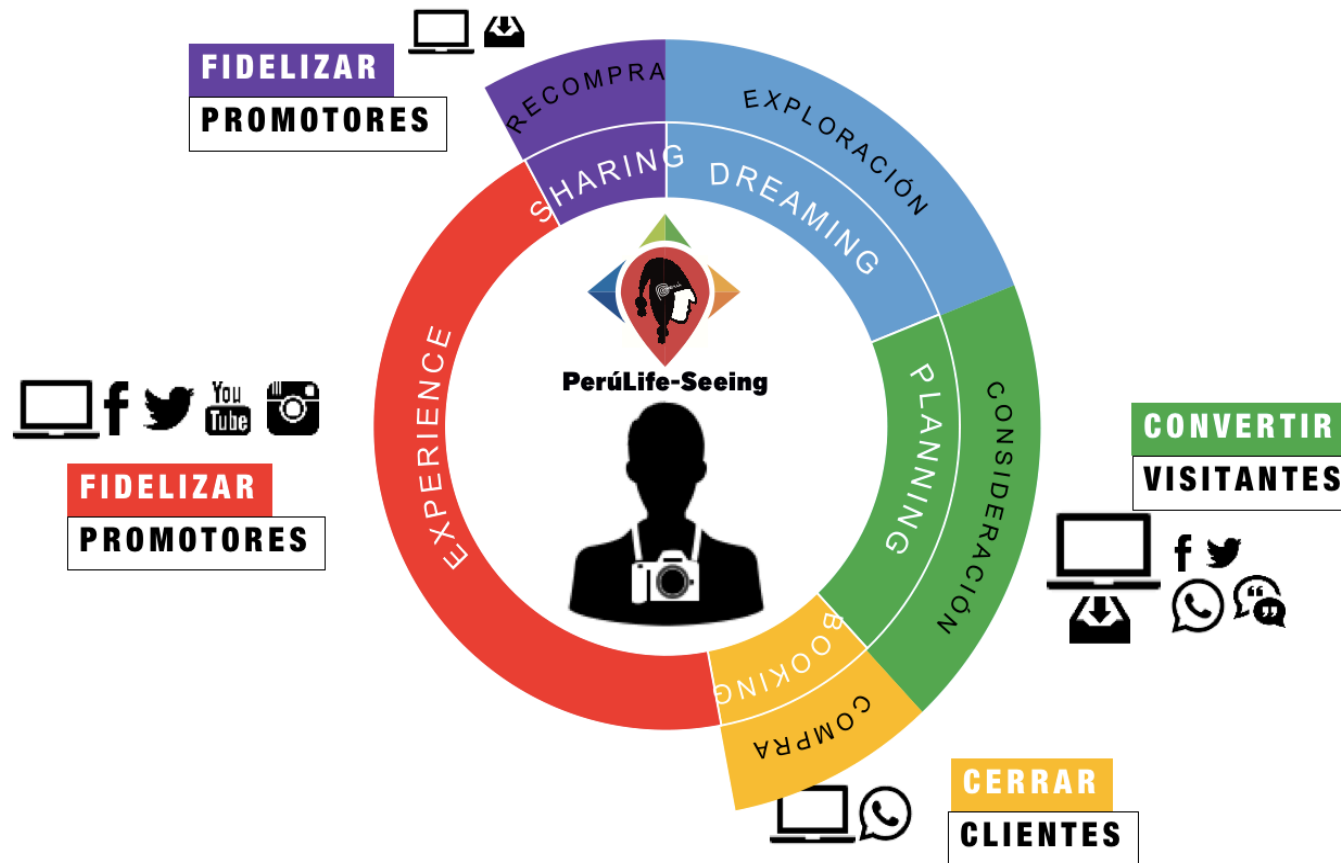 FIDELIZAR
PROMOTORES
RECOMPRA
SHARING
EXPLORACIÓN
DREAMING
PerúLife-Seeing
EXPERIENCE
PLANNING
CONSIDERACIÓN
You
Tube
FIDELIZAR
PROMOTORES
CONVERTIR
VISITANTES
BOOKING
COMPRA
CERRAR
CLIENTES